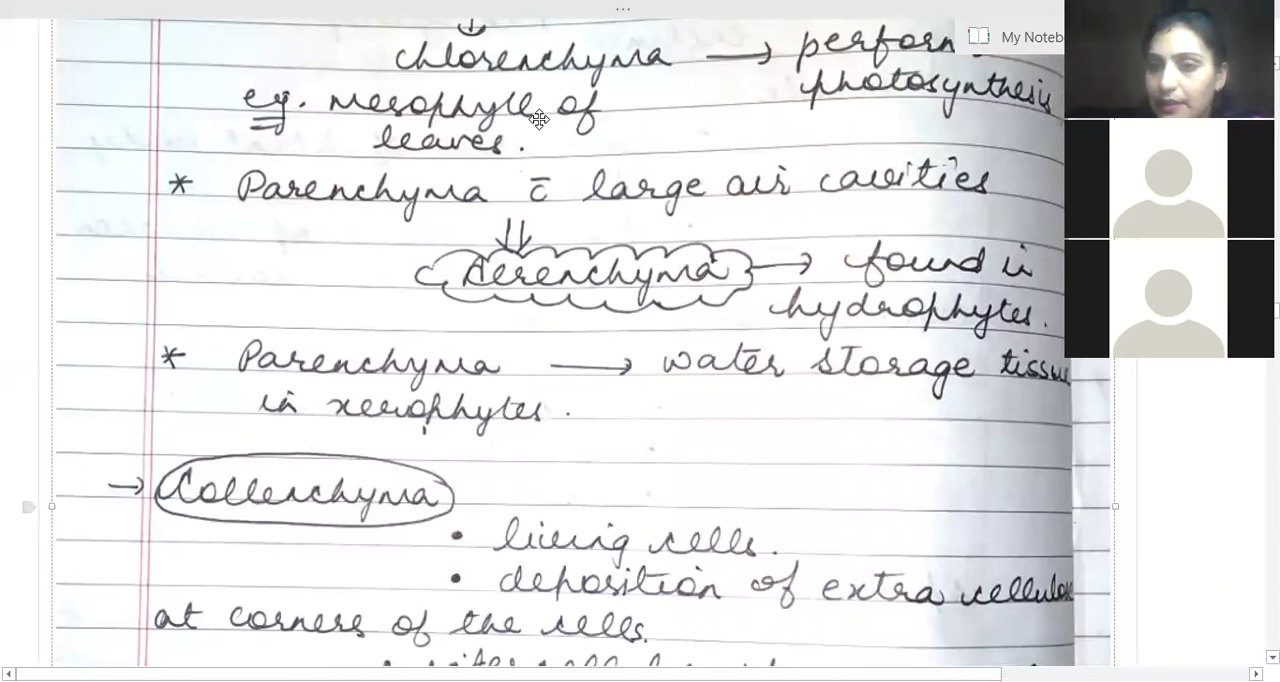 ...
My Noteb
chlorenchyma → perform
photosynthesis
eg. Mesophyll of
leaves.
* Parenchyma c̄ large air cavities
Aerenchyma → found in
hydrophytes.
* Parenchyma → water storage tissue
in xerophytes.
→ Collenchyma
• living cells.
• deposition of extra cellulose
at corners of the cells.